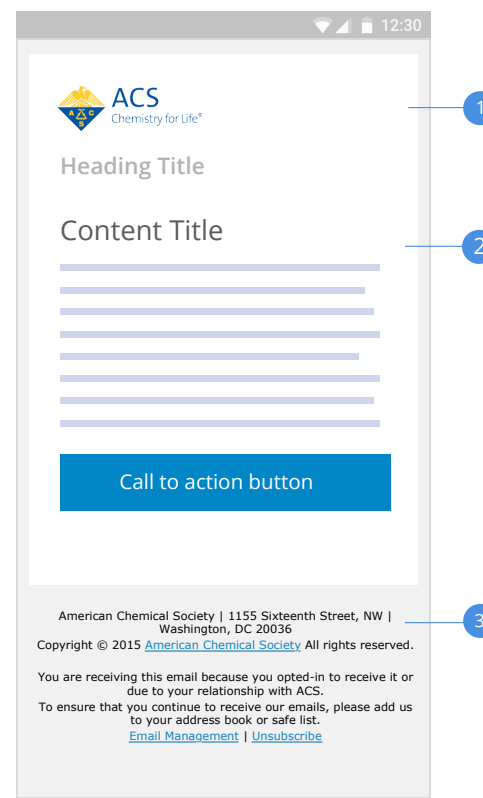 12:30
ACS
Chemistry for Life®
A C S
1
Heading Title
Content Title
2
Call to action button
American Chemical Society | 1155 Sixteenth Street, NW |
Washington, DC 20036
3
Copyright © 2015 American Chemical Society All rights reserved.
You are receiving this email because you opted-in to receive it or
due to your relationship with ACS.
To ensure that you continue to receive our emails, please add us
to your address book or safe list.
Email Management | Unsubscribe